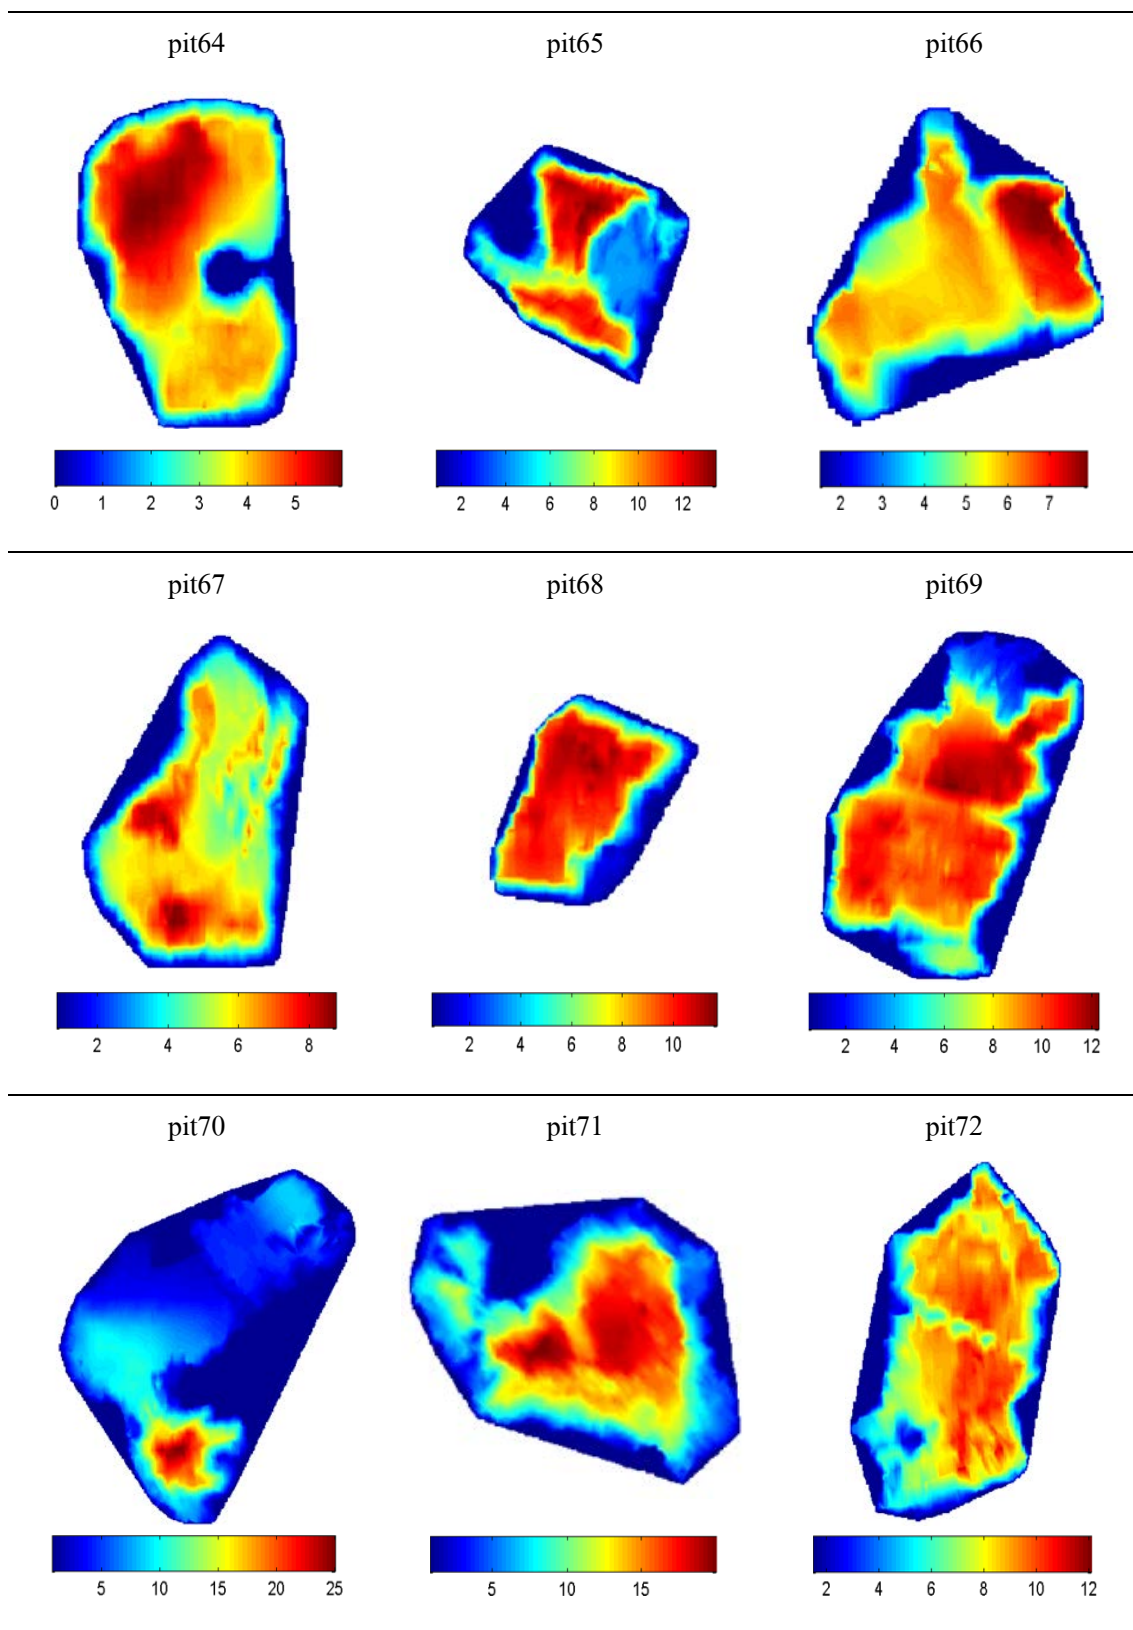 pit64 pit65 pit66
0 1 2 3 4 5 2 4 6 8 10 12 2 3 4 5 6 7
pit67 pit68 pit69
2 4 6 8 2 4 6 8 10 2 4 6 8 10 12
pit70 pit71 pit72
5 10 15 20 25 5 10 15 2 4 6 8 10 12